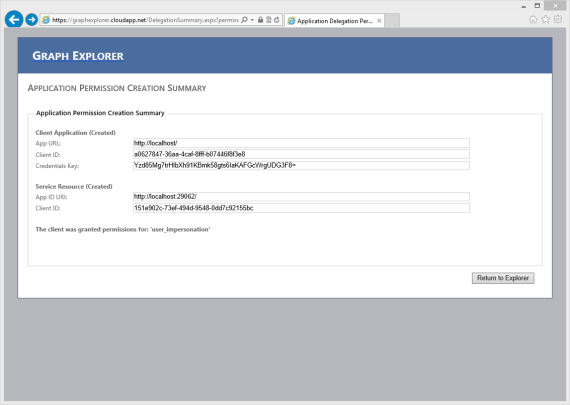 https://graphexplorer.cloudapp.net/DelegationSummary.aspx?permiss
Application Delegation Per...
GRAPH EXPLORER
APPLICATION PERMISSION CREATION SUMMARY
Application Permission Creation Summary
Client Application (Created)
App URL: http://localhost/
Client ID: a0627847-36aa-4caf-8fff-b07446f8f3e8
Credentials Key: Yzd85Mg7trHlbXh91KBmk58gts6IaKAFGcWrgUDG3F8=
Service Resource (Created)
App ID URI: http://localhost:29062/
Client ID: 151e902c-73ef-494d-9548-0dd7c92155bc
The client was granted permissions for: 'user_impersonation'
Return to Explorer